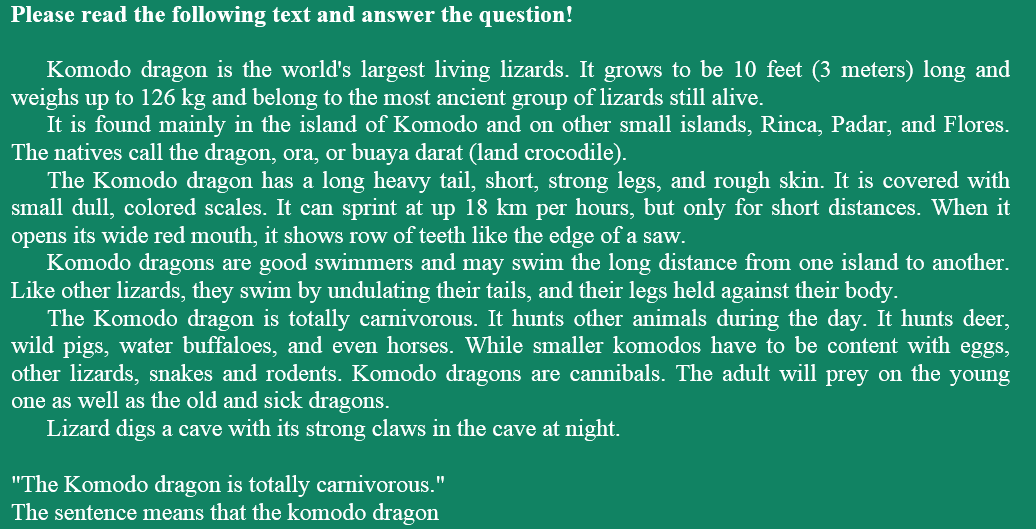 Please read the following text and answer the question!
Komodo dragon is the world's largest living lizards. It grows to be 10 feet (3 meters) long and
weighs up to 126 kg and belong to the most ancient group of lizards still alive.
It is found mainly in the island of Komodo and on other small islands, Rinca, Padar, and Flores.
The natives call the dragon, ora, or buaya darat (land crocodile).
The Komodo dragon has a long heavy tail, short, strong legs, and rough skin. It is covered with
small dull, colored scales. It can sprint at up 18 km per hours, but only for short distances. When it
opens its wide red mouth, it shows row of teeth like the edge of a saw.
Komodo dragons are good swimmers and may swim the long distance from one island to another.
Like other lizards, they swim by undulating their tails, and their legs held against their body.
The Komodo dragon is totally carnivorous. It hunts other animals during the day. It hunts deer,
wild pigs, water buffaloes, and even horses. While smaller komodos have to be content with eggs,
other lizards, snakes and rodents. Komodo dragons are cannibals. The adult will prey on the young
one as well as the old and sick dragons.
Lizard digs a cave with its strong claws in the cave at night.
"The Komodo dragon is totally carnivorous."
The sentence means that the komodo dragon